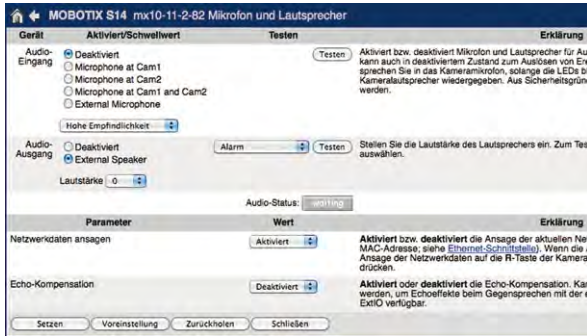 MOBOTIX S14 mx10-11-2-82 Mikrofon und Lautsprecher
Gerät Aktiviert/Schwellwert Testen Erklärung
Audio-Eingang
Deaktiviert
Microphone at Cam1
Microphone at Cam2
Microphone at Cam1 and Cam2
External Microphone
Hohe Empfindlichkeit
Testen
Aktiviert bzw. deaktiviert Mikrofon und Lautsprecher für Au
kann auch in deaktiviertem Zustand zum Auslösen von Ere
sprechen Sie in das Kameramikrofon, solange die LEDs b
Kameralautsprecher wiedergegeben. Aus Sicherheitsgrün
werden.
Audio-Ausgang
Deaktiviert
External Speaker
Lautstärke 0
Alarm
Testen
Stellen Sie die Lautstärke des Lautsprechers ein. Zum Tes
auswählen.
Audio-Status: waiting
Parameter Wert Erklärung
Netzwerkdaten ansagen
Aktiviert
Aktiviert bzw. deaktiviert die Ansage der aktuellen Ne
MAC-Adresse; siehe Ethernet-Schnittstelle). Wenn die
Ansage der Netzwerkdaten auf die R-Taste der Kamera
drücken.
Echo-Kompensation
Deaktiviert
Aktiviert oder deaktiviert die Echo-Kompensation. Kan
werden, um Echoeffekte beim Gegensprechen mit der e
ExtIO verfügbar.
Setzen Voreinstellung Zurückholen Schließen